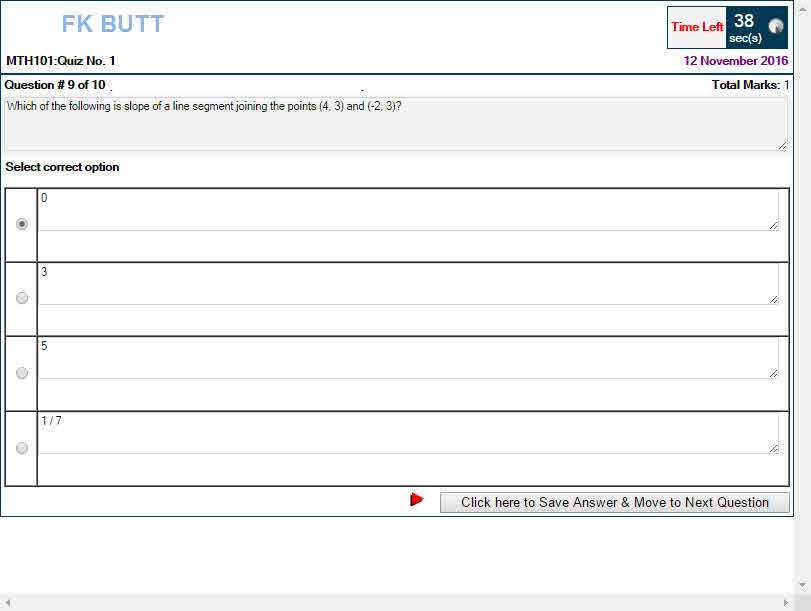 FK BUTT
Time Left 38
sec(s)
MTH101:Quiz No. 1
12 November 2016
Question # 9 of 10
Total Marks: 1
Which of the following is slope of a line segment joining the points (4, 3) and (-2, 3)?
Select correct option
0
3
5
1 / 7
Click here to Save Answer & Move to Next Question